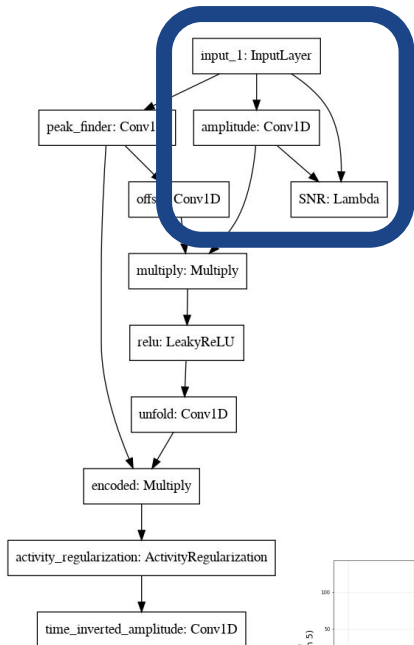 input_1: InputLayer
peak_finder: Conv1
amplitude: Conv1D
offs Conv1D
SNR: Lambda
multiply: Multiply
relu: LeakyReLU
unfold: Conv1D
encoded: Multiply
activity_regularization: ActivityRegularization
time_inverted_amplitude: Conv1D
100
50
n 5)